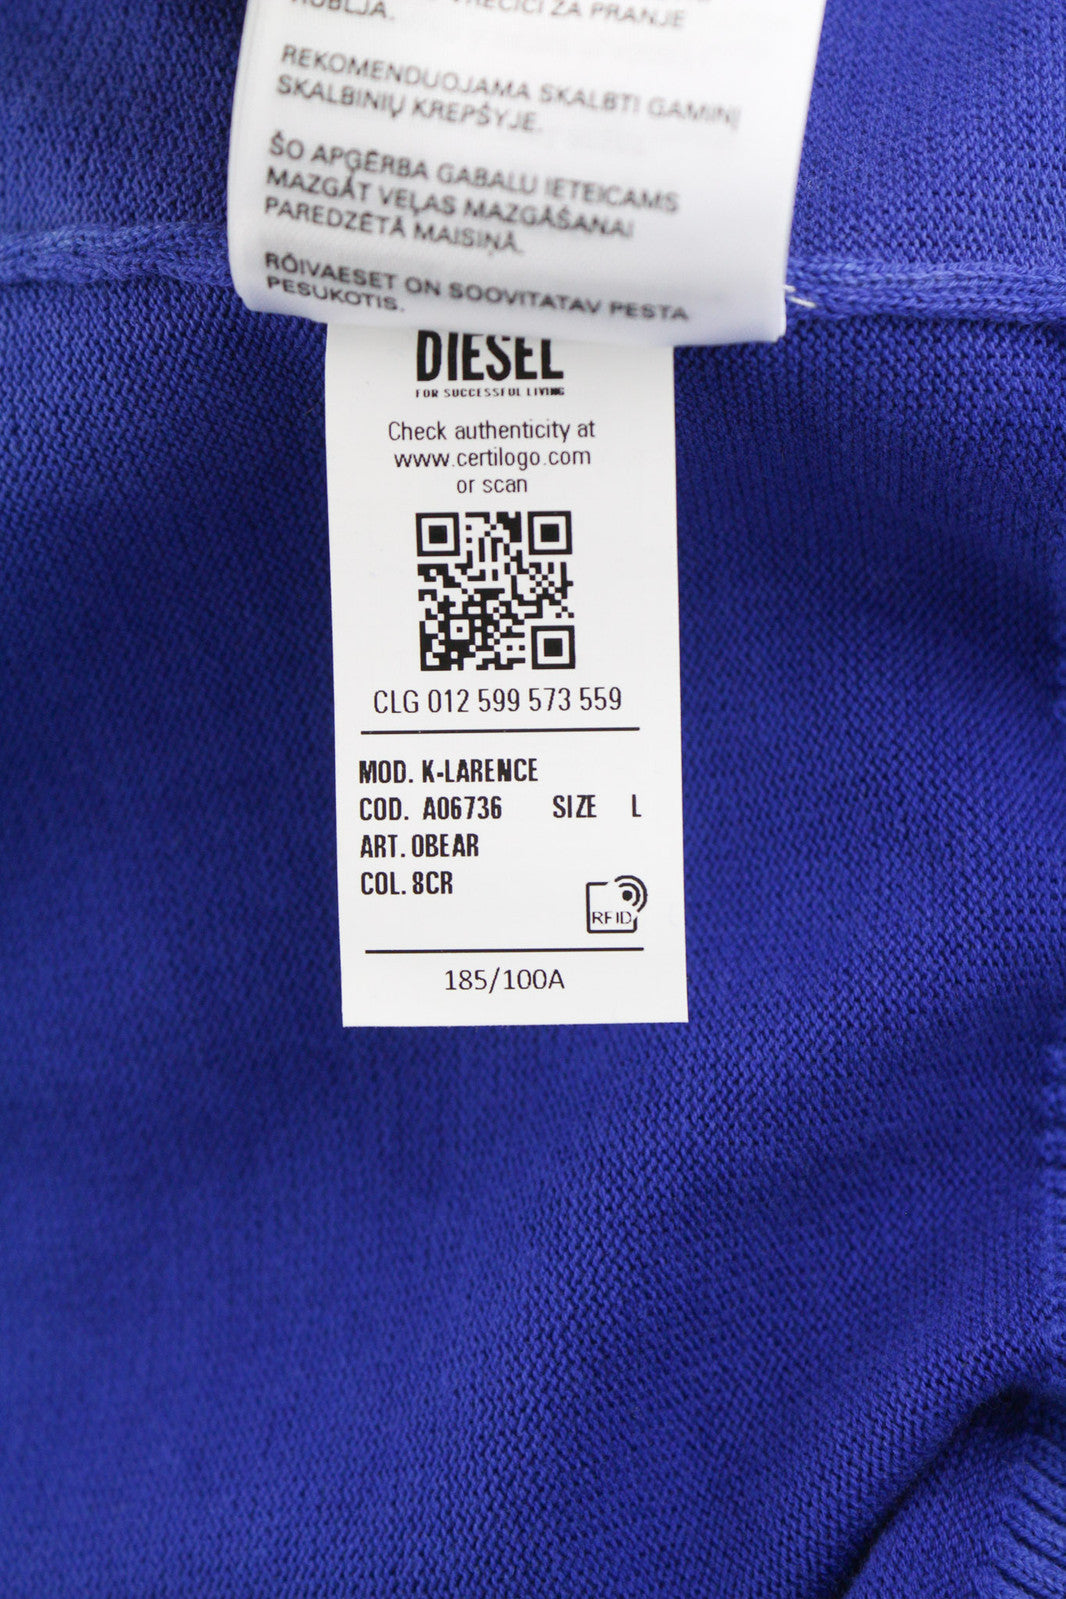 RUBLJA.
VREĆICI ZA PRANJE
REKOMENDUOJAMA SKALBTI GAMINĮ
SKALBINIŲ KREPŠYJE.
ŠO APĢĒRBA GABALU IETEICAMS
MAZGĀT VEĻAS MAZGĀŠANAI
PAREDZĒTĀ MAISIŅĀ.
RÕIVAESET ON SOOVITATAV PESTA
PESUKOTIS.
DIESEL
FOR SUCCESSFUL LIVING
Check authenticity at
www.certilogo.com
or scan
CLG 012 599 573 559
MOD. K-LARENCE
COD. A06736 SIZE L
ART. 0BEAR
COL. 8CR
RFID
185/100A